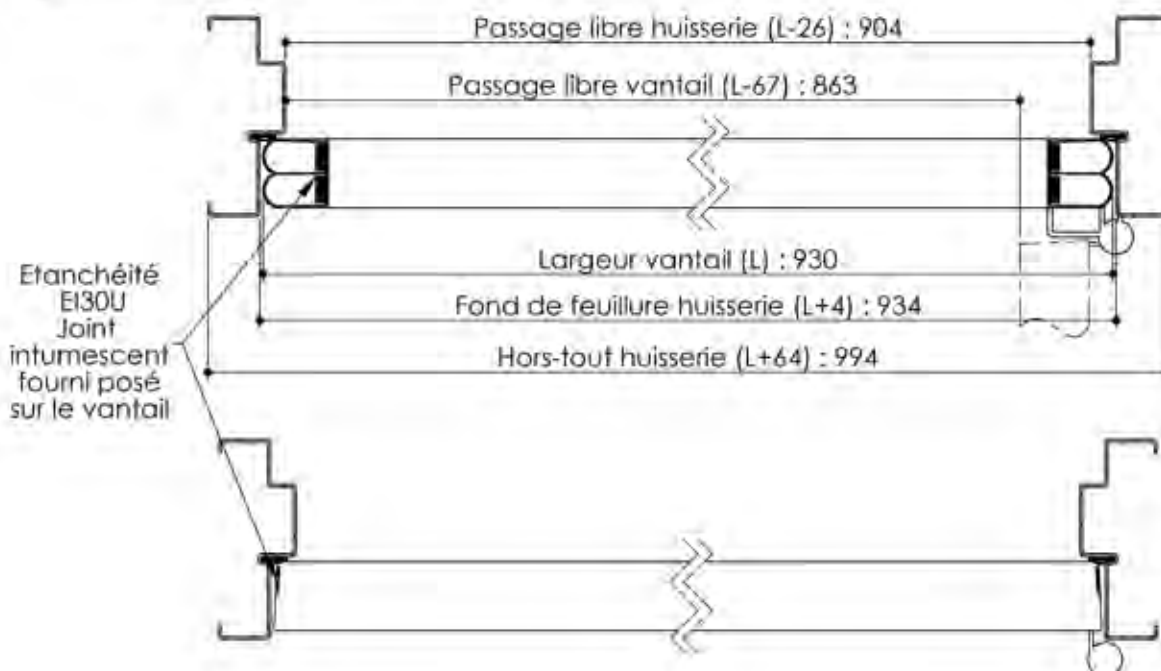 Passage libre huisserie (L-26) : 904
Passage libre vantail (L-67) : 863
Largeur vantail (L) : 930
Fond de feuillure huisserie (L+4) : 934
Hors-tout huisserie (L+64) : 994
Etanchéité
EI30U
Joint
intumescent
fourni posé
sur le vantail